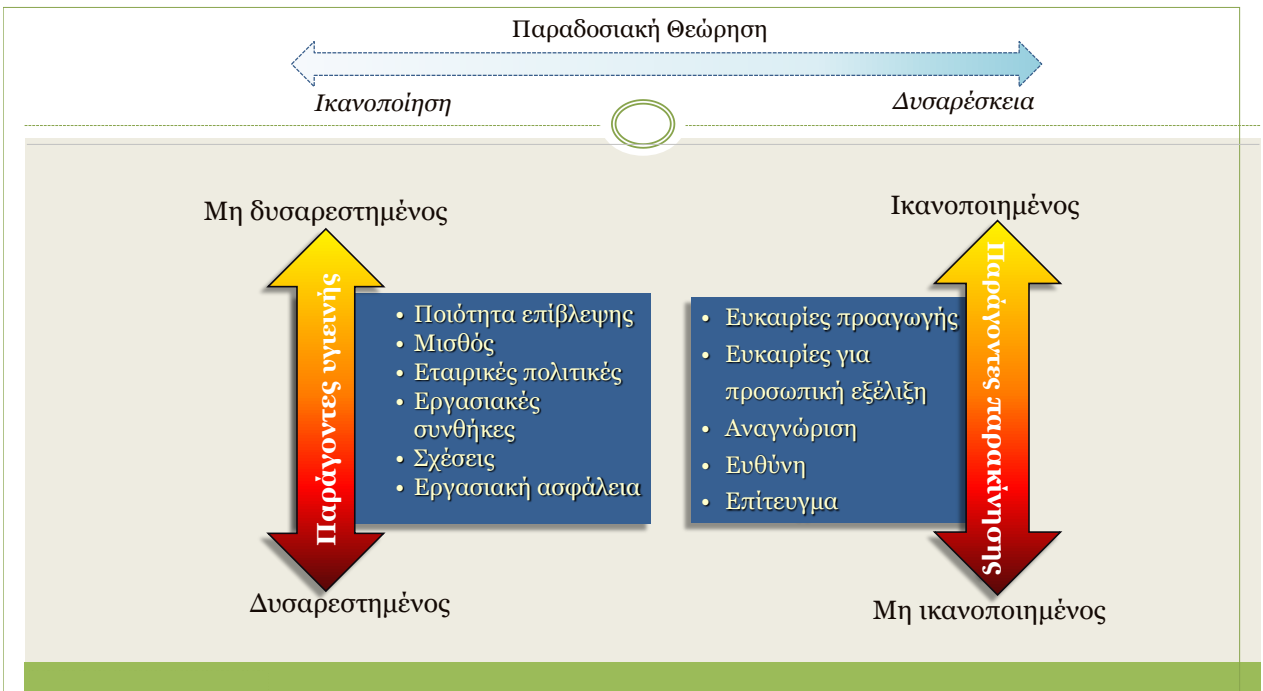 Παραδοσιακή Θεώρηση
Ικανοποίηση
Δυσαρέσκεια
Μη δυσαρεστημένος
Παράγοντες υγιεινής
• Ποιότητα επίβλεψης
• Μισθός
• Εταιρικές πολιτικές
• Εργασιακές
συνθήκες
• Σχέσεις
• Εργασιακή ασφάλεια
Δυσαρεστημένος
Ικανοποιημένος
• Ευκαιρίες προαγωγής
• Ευκαιρίες για
προσωπική εξέλιξη
• Αναγνώριση
• Ευθύνη
• Επίτευγμα
Παράγοντες παρακίνησης
Μη ικανοποιημένος